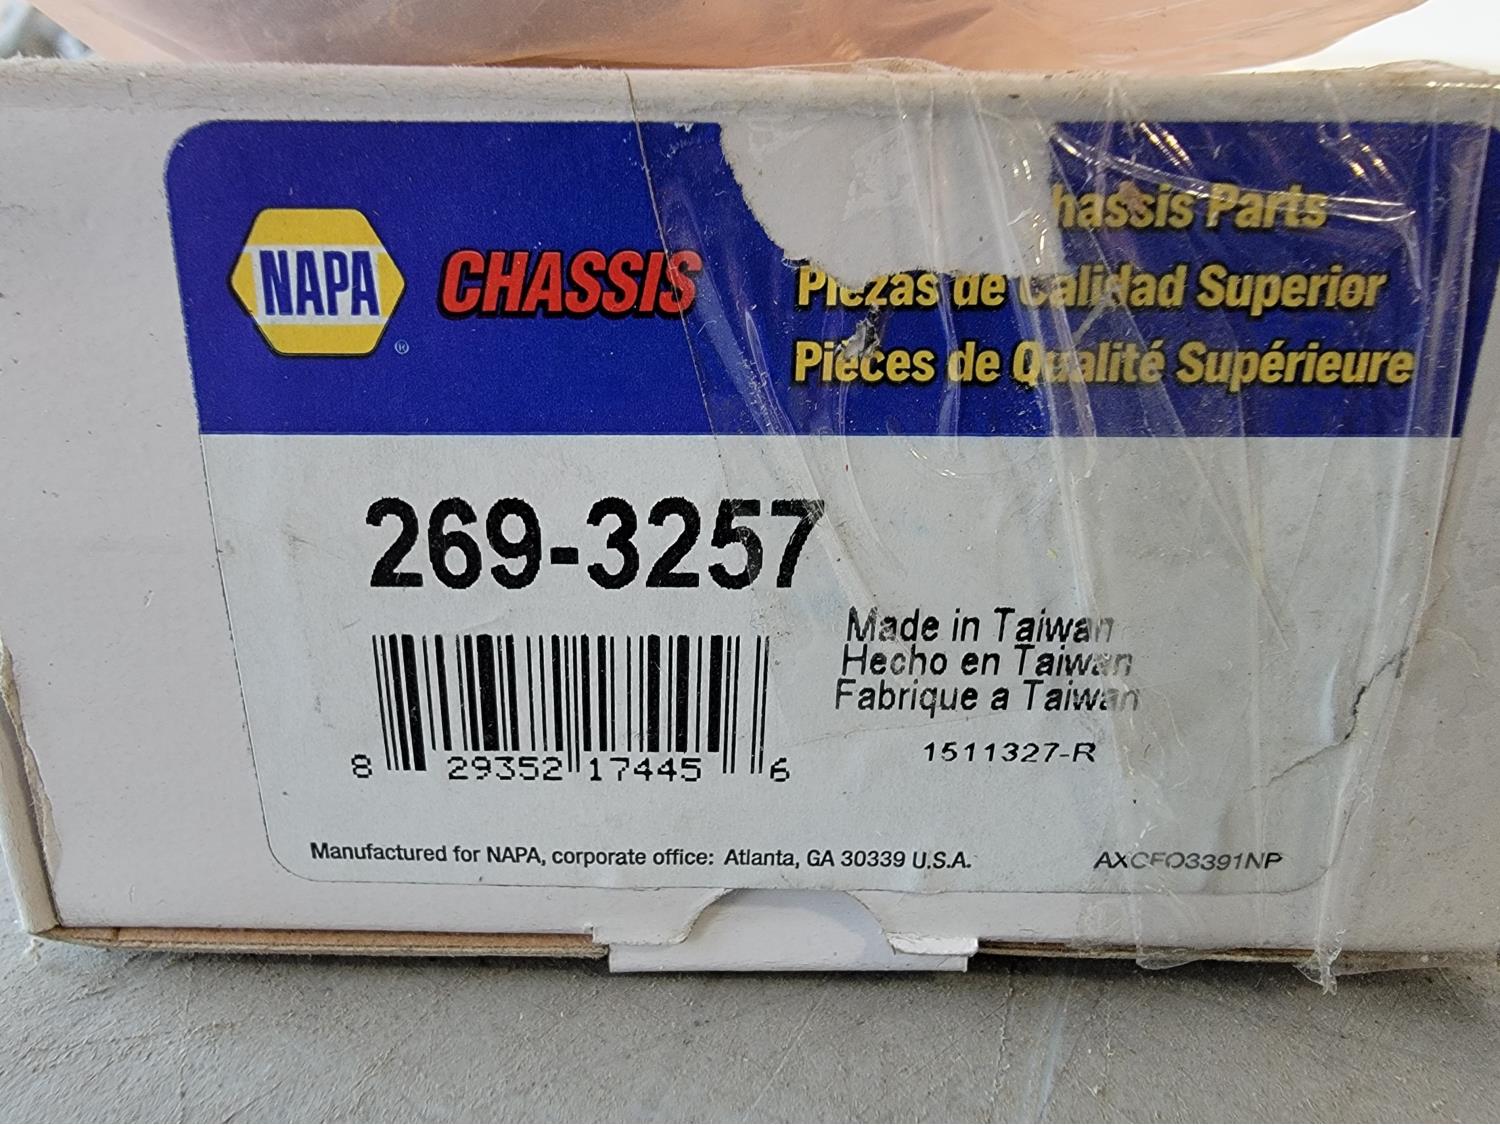 NAPA
®
CHASSIS
hassis Parts
Piezas de Calidad Superior
Pièces de Qualité Supérieure
269-3257
Made in Taiwan
Hecho en Taiwan
Fabrique a Taiwan
8 29352 17445 6
1511327-R
Manufactured for NAPA, corporate office: Atlanta, GA 30339 U.S.A.
AXCFO3391NP